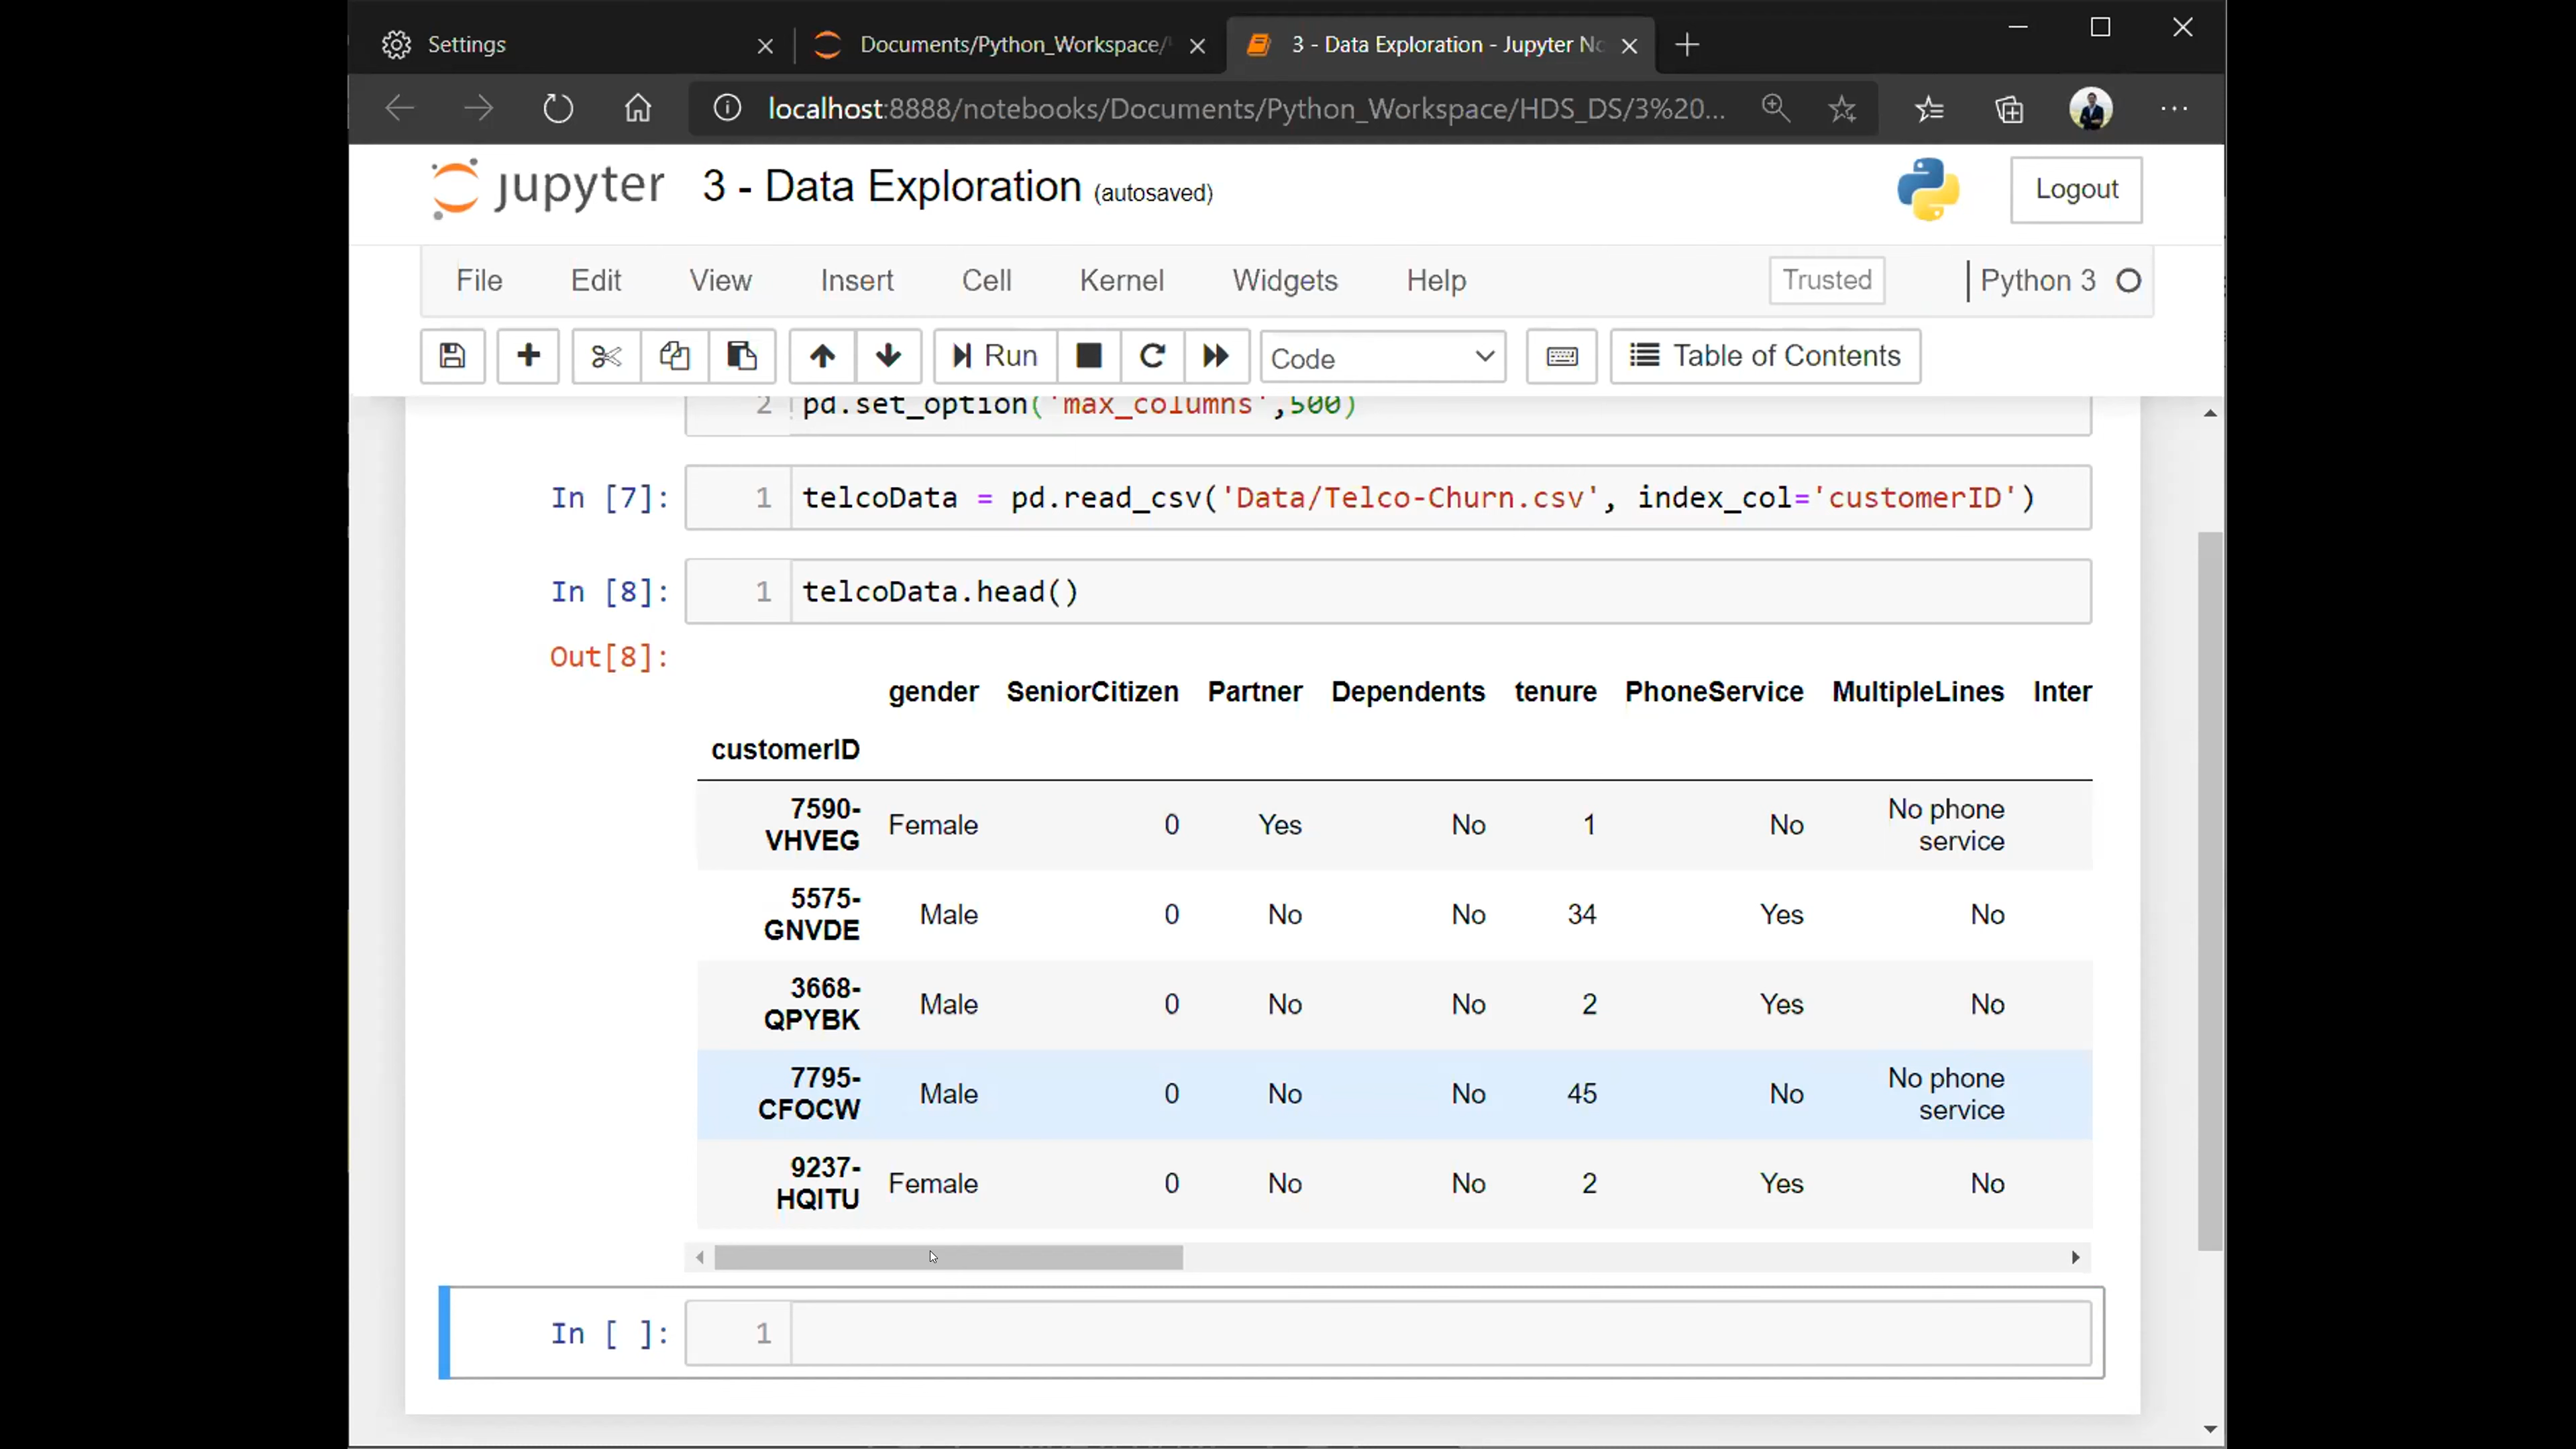 Settings
Documents/Python_Workspace/
3 - Data Exploration - Jupyter No
localhost:8888/notebooks/Documents/Python_Workspace/HDS_DS/3%20...
jupyter 3 - Data Exploration (autosaved) Logout
File Edit View Insert Cell Kernel Widgets Help Trusted Python 3
Run Code Table of Contents
2 pd.set_option('max_columns',500)
In [7]: 1 telcoData = pd.read_csv('Data/Telco-Churn.csv', index_col='customerID')
In [8]: 1 telcoData.head()
Out[8]:
gender SeniorCitizen Partner Dependents tenure PhoneService MultipleLines Inter
customerID
7590-
VHVEG Female 0 Yes No 1 No No phone
service
5575-
GNVDE Male 0 No No 34 Yes No
3668-
QPYBK Male 0 No No 2 Yes No
7795-
CFOCW Male 0 No No 45 No No phone
service
9237-
HQITU Female 0 No No 2 Yes No
In [ ]: 1